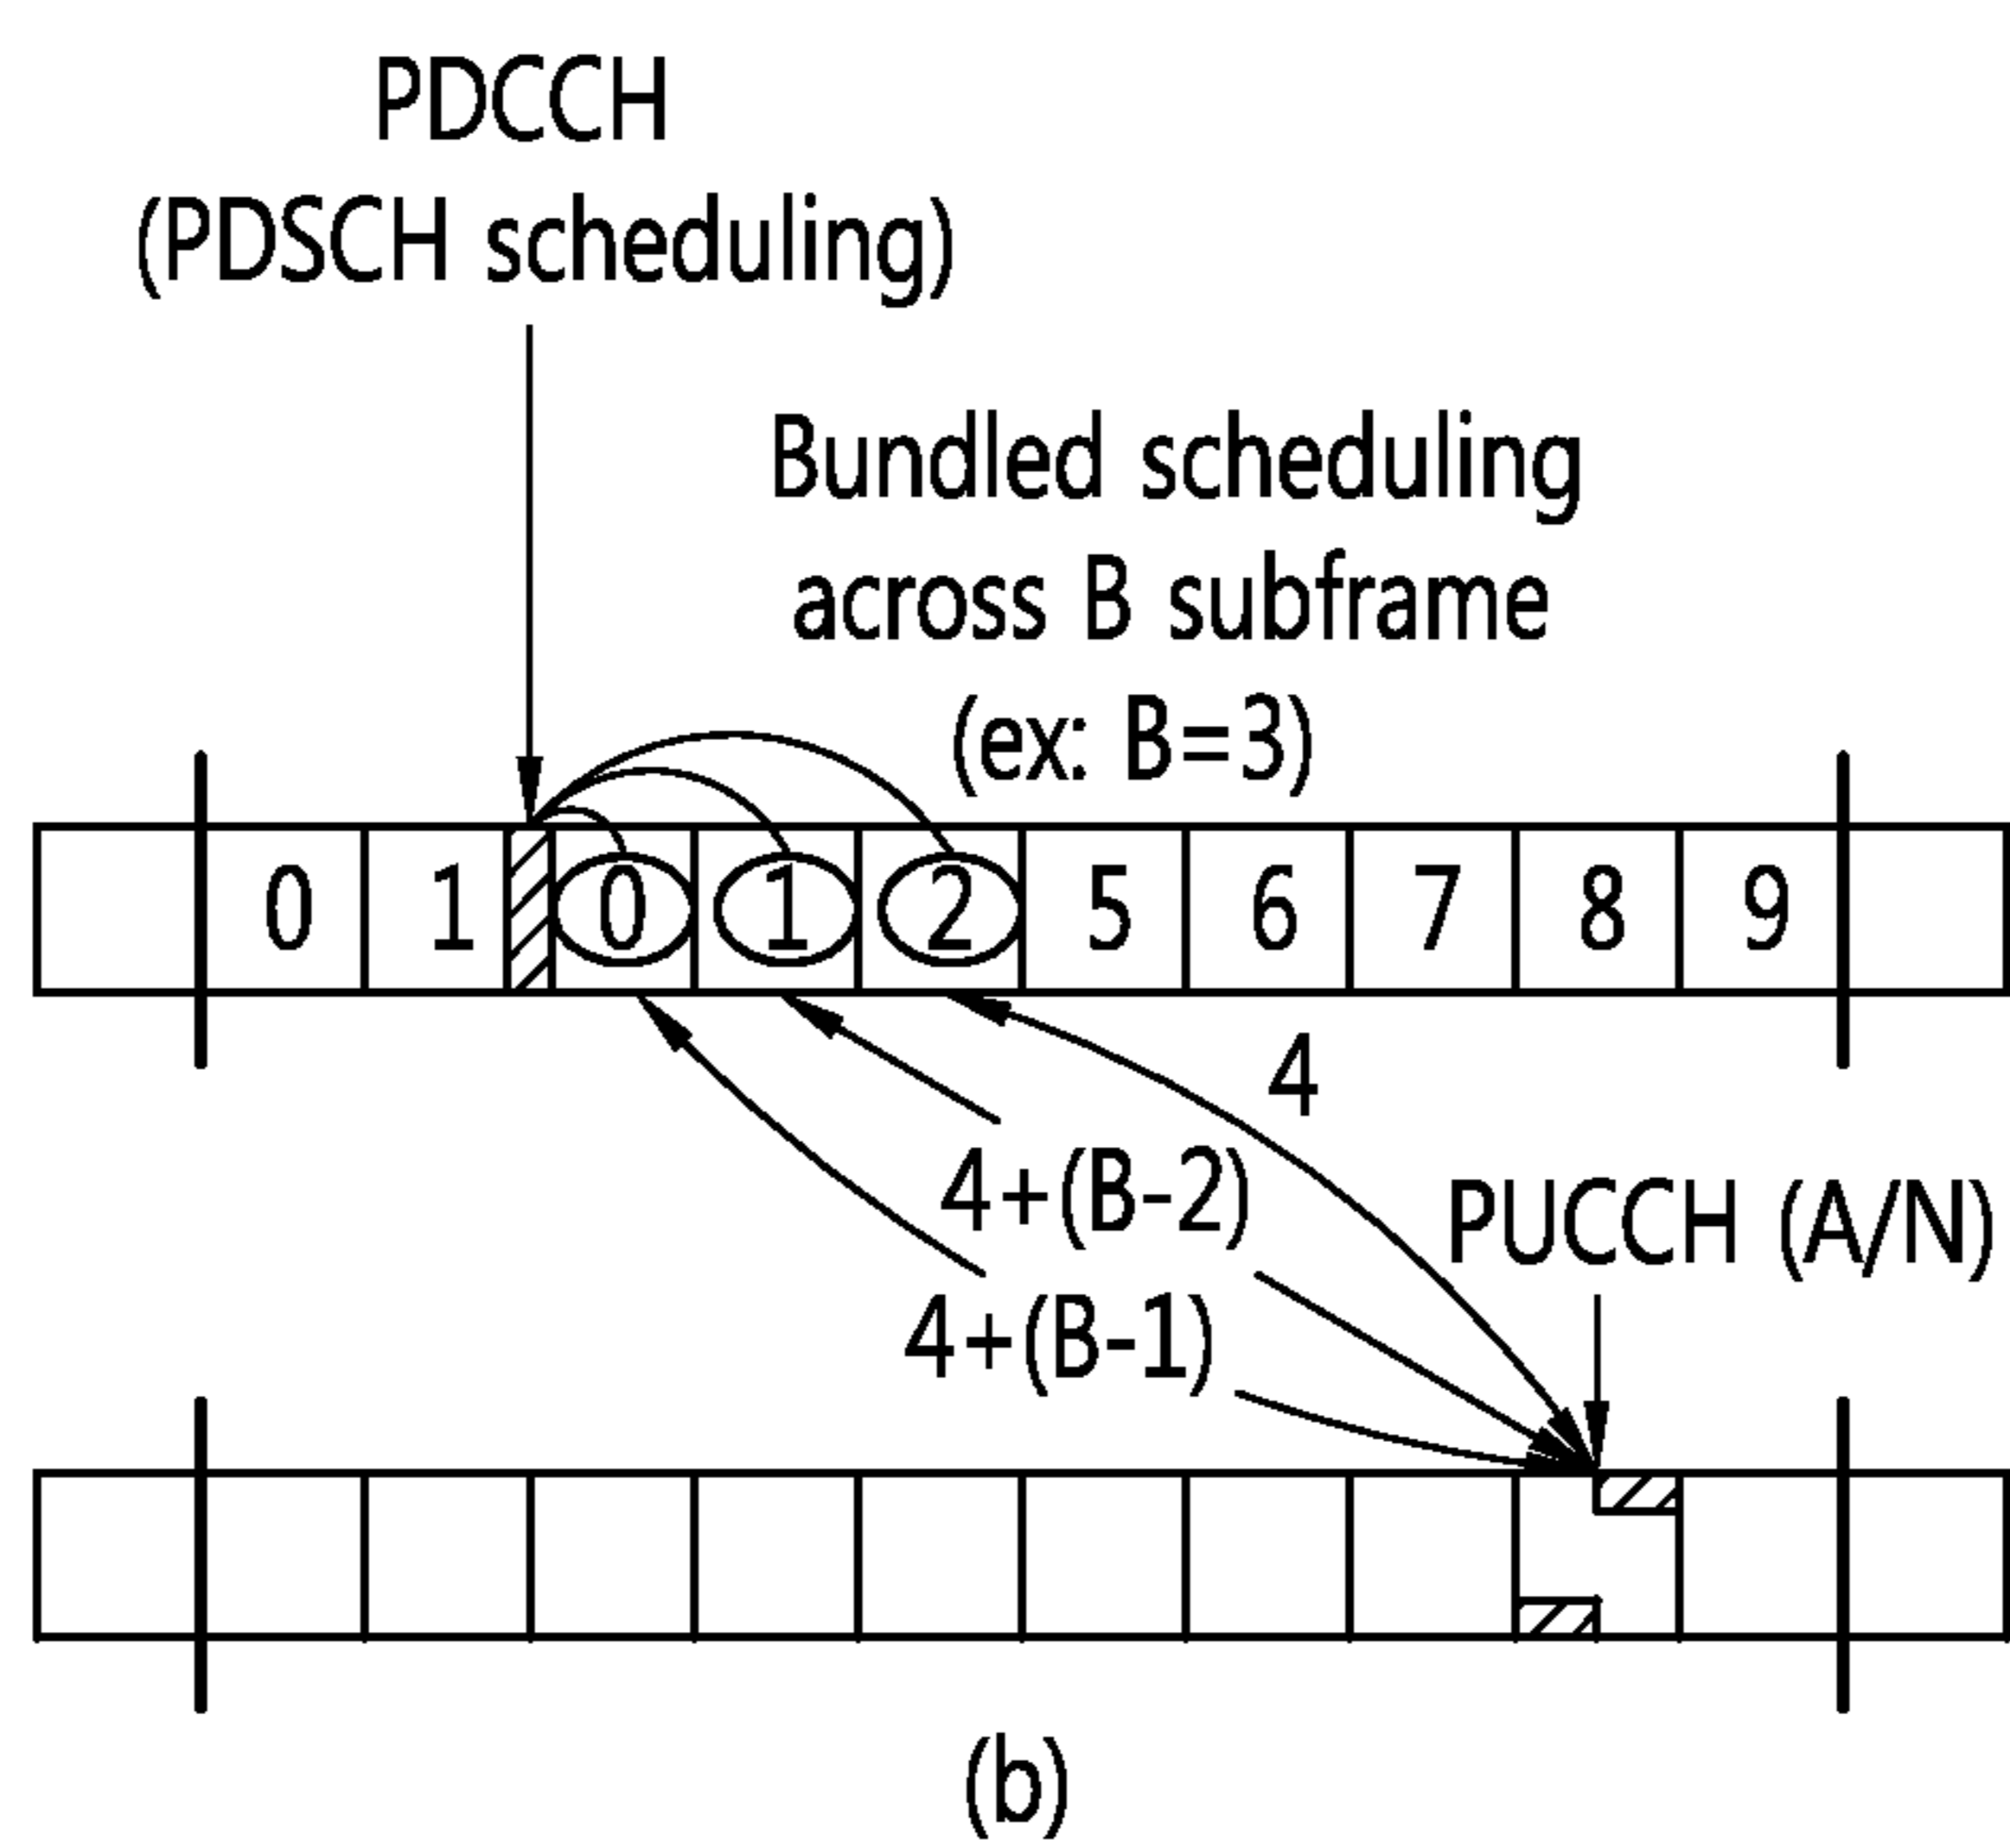 PDCCH
(PDSCH scheduling)
Bundled scheduling
across B subframe
(ex: B=3)
0 1 0 1 2 5 6 7 8 9
4
4+(B-2)
PUCCH (A/N)
4+(B-1)
(b)